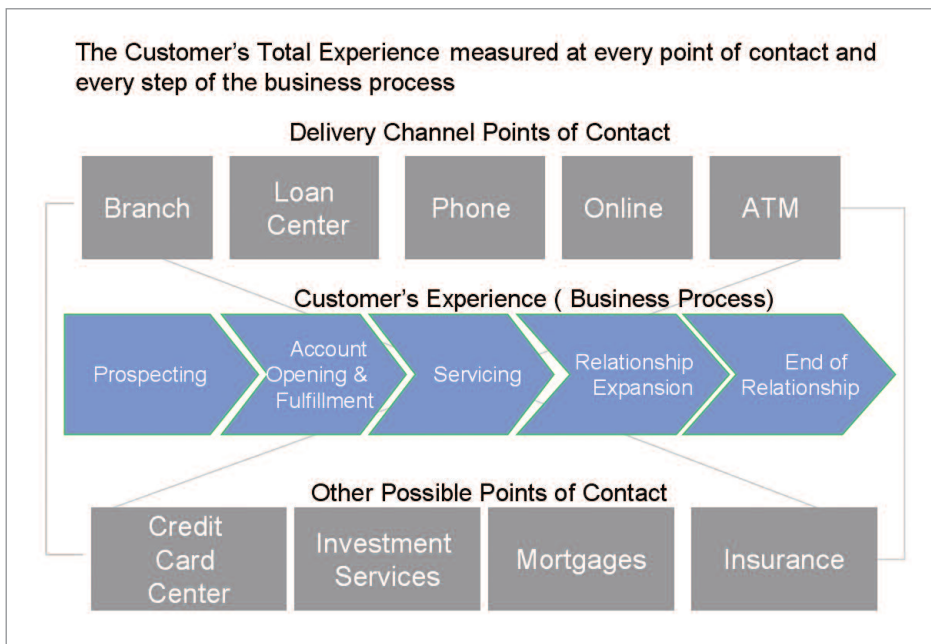 The Customer's Total Experience measured at every point of contact and
every step of the business process
Delivery Channel Points of Contact
Branch
Loan
Center
Phone
Online
ATM
Customer's Experience ( Business Process)
Prospecting
Account
Opening &
Fulfillment
Servicing
Relationship
Expansion
End of
Relationship
Other Possible Points of Contact
Credit
Card
Center
Investment
Services
Mortgages
Insurance